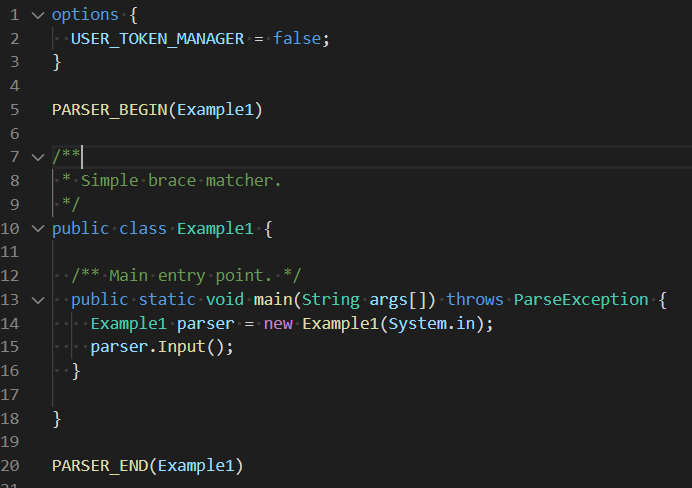 1 options {
2 USER_TOKEN_MANAGER = false;
3 }
4
5 PARSER_BEGIN(Example1)
6
7 /**
8 * Simple brace matcher.
9 */
10 public class Example1 {
11
12 /** Main entry point. */
13 public static void main(String args[]) throws ParseException {
14 Example1 parser = new Example1(System.in);
15 parser.Input();
16 }
17
18 }
19
20 PARSER_END(Example1)